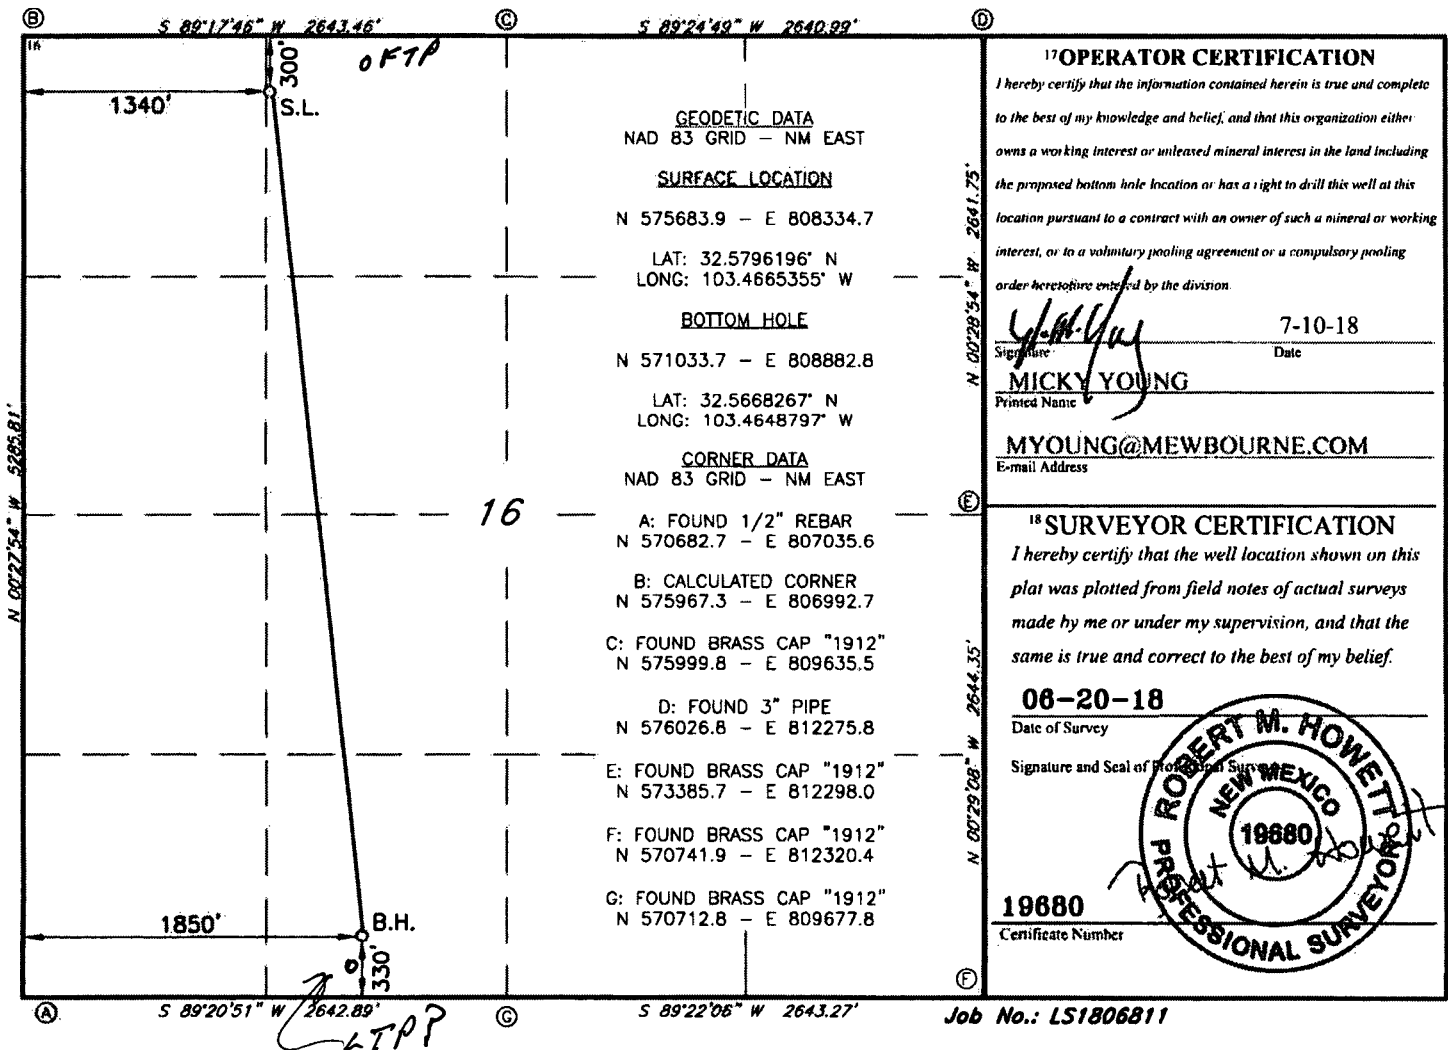 B
S 89°17'46" W 2643.46'
C
S 89°24'49" W 2640.99'
D
16
300'
o FTP
1340'
S.L.
GEODETIC DATA
NAD 83 GRID – NM EAST
SURFACE LOCATION
N 575683.9 – E 808334.7
LAT: 32.5796196° N
LONG: 103.4665355° W
BOTTOM HOLE
N 571033.7 – E 808882.8
LAT: 32.5668267° N
LONG: 103.4648797° W
CORNER DATA
NAD 83 GRID – NM EAST
A: FOUND 1/2" REBAR
N 570682.7 – E 807035.6
B: CALCULATED CORNER
N 575967.3 – E 806992.7
C: FOUND BRASS CAP "1912"
N 575999.8 – E 809635.5
D: FOUND 3" PIPE
N 576026.8 – E 812275.8
E: FOUND BRASS CAP "1912"
N 573385.7 – E 812298.0
F: FOUND BRASS CAP "1912"
N 570741.9 – E 812320.4
G: FOUND BRASS CAP "1912"
N 570712.8 – E 809677.8
N 00°27'54" W 5285.81'
16
N 00°28'54" W 2641.75'
E
N 00°29'08" W 2644.35'
1850'
B.H.
330'
F
A
S 89°20'51" W 2642.89'
LTP?
G
S 89°22'06" W 2643.27'
17 OPERATOR CERTIFICATION
I hereby certify that the information contained herein is true and complete
to the best of my knowledge and belief, and that this organization either
owns a working interest or unleased mineral interest in the land including
the proposed bottom hole location or has a right to drill this well at this
location pursuant to a contract with an owner of such a mineral or working
interest, or to a voluntary pooling agreement or a compulsory pooling
order heretofore entered by the division.
7-10-18
Signature Date
MICKY YOUNG
Printed Name
MYOUNG@MEWBOURNE.COM
E-mail Address
18 SURVEYOR CERTIFICATION
I hereby certify that the well location shown on this
plat was plotted from field notes of actual surveys
made by me or under my supervision, and that the
same is true and correct to the best of my belief.
06-20-18
Date of Survey
Signature and Seal of Professional Surveyor
ROBERT M. HOWETT
NEW MEXICO
19680
PROFESSIONAL SURVEYOR
Robert M. Howett
19680
Certificate Number
Job No.: LS1806811